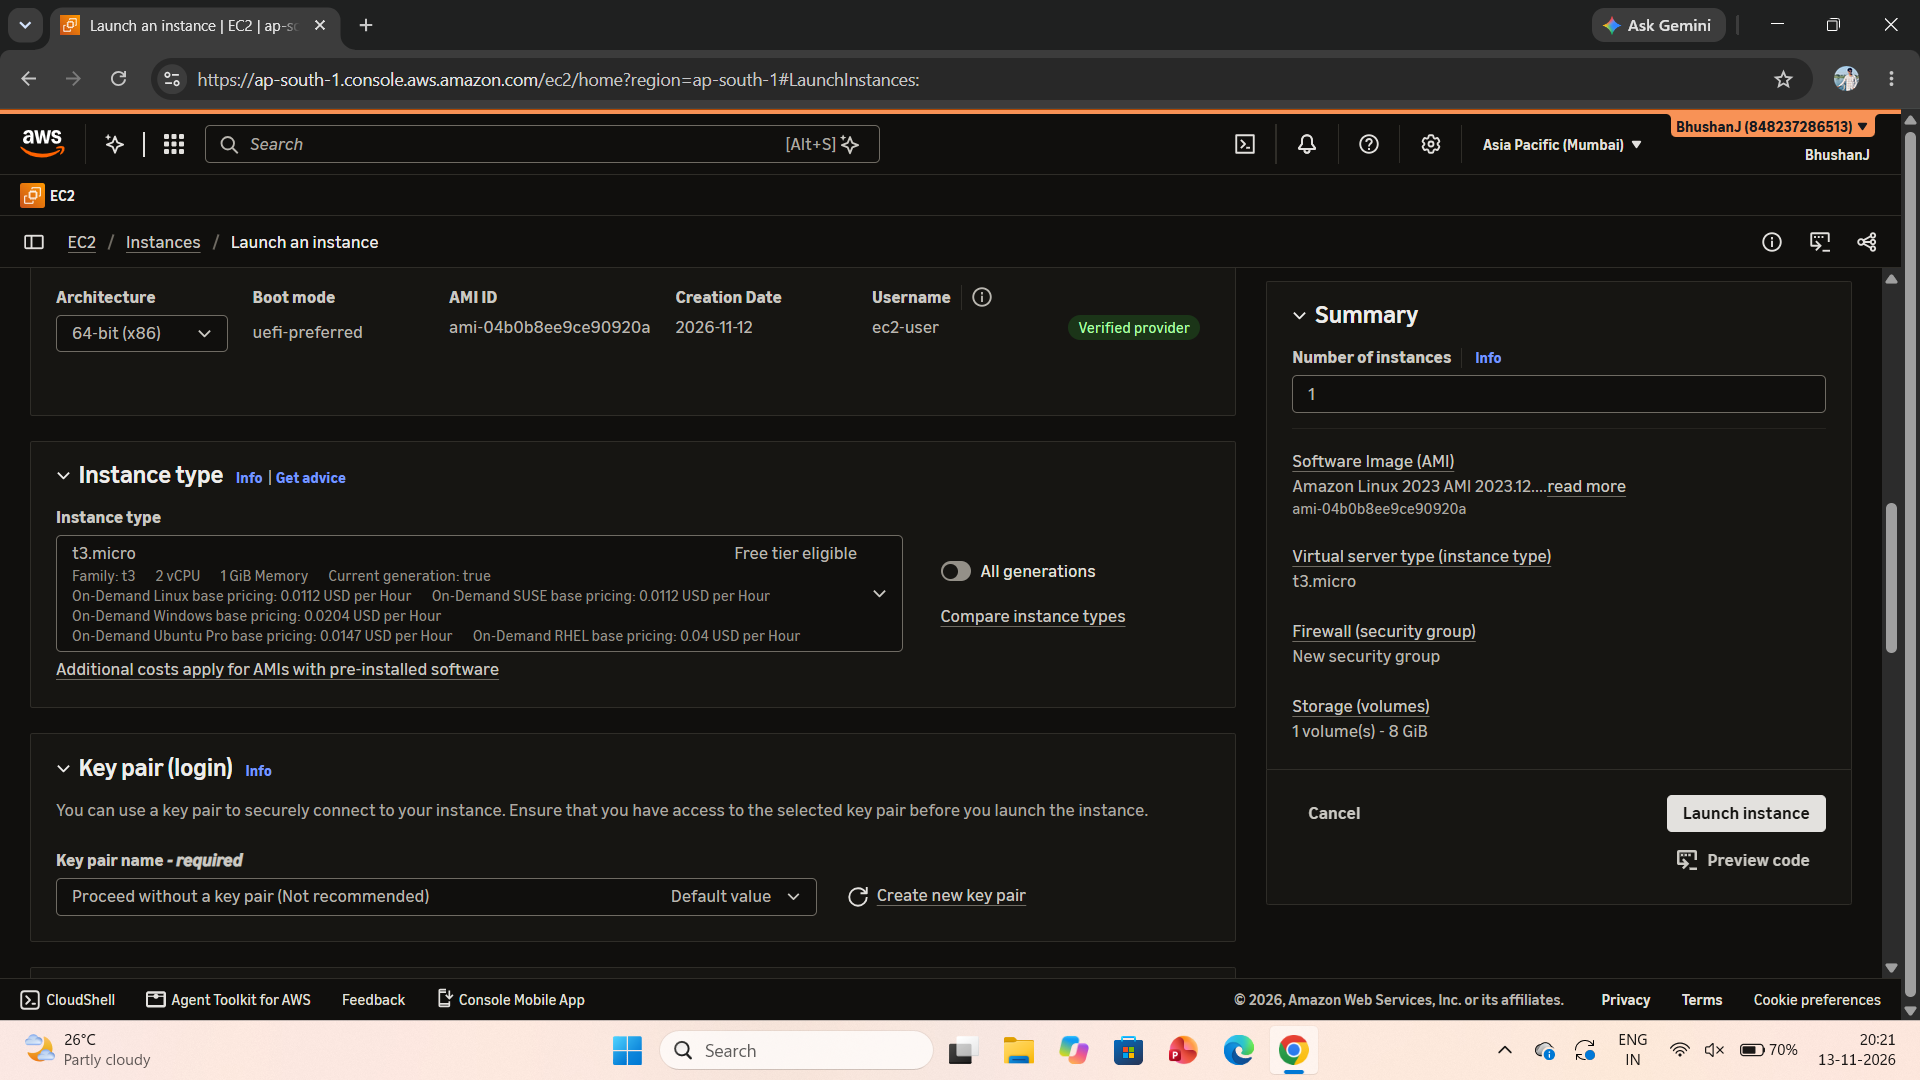 Launch an instance | EC2 | ap-so
Ask Gemini
https://ap-south-1.console.aws.amazon.com/ec2/home?region=ap-south-1#LaunchInstances:
aws
Search
[Alt+S]
Asia Pacific (Mumbai)
BhushanJ (848237286513)
BhushanJ
EC2
EC2 / Instances / Launch an instance
Architecture
Boot mode
AMI ID
Creation Date
Username
64-bit (x86)
uefi-preferred
ami-04b0b8ee9ce90920a
2026-11-12
ec2-user
Verified provider
Instance type Info | Get advice
Instance type
t3.micro
Free tier eligible
Family: t3 2 vCPU 1 GiB Memory Current generation: true
On-Demand Linux base pricing: 0.0112 USD per Hour On-Demand SUSE base pricing: 0.0112 USD per Hour
On-Demand Windows base pricing: 0.0204 USD per Hour
On-Demand Ubuntu Pro base pricing: 0.0147 USD per Hour On-Demand RHEL base pricing: 0.04 USD per Hour
All generations
Compare instance types
Additional costs apply for AMIs with pre-installed software
Key pair (login) Info
You can use a key pair to securely connect to your instance. Ensure that you have access to the selected key pair before you launch the instance.
Key pair name - required
Proceed without a key pair (Not recommended)
Default value
Create new key pair
Summary
Number of instances Info
1
Software Image (AMI)
Amazon Linux 2023 AMI 2023.12....read more
ami-04b0b8ee9ce90920a
Virtual server type (instance type)
t3.micro
Firewall (security group)
New security group
Storage (volumes)
1 volume(s) - 8 GiB
Cancel
Launch instance
Preview code
CloudShell
Agent Toolkit for AWS
Feedback
Console Mobile App
© 2026, Amazon Web Services, Inc. or its affiliates.
Privacy
Terms
Cookie preferences
26°C
Partly cloudy
Search
ENG
IN
70%
20:21
13-11-2026